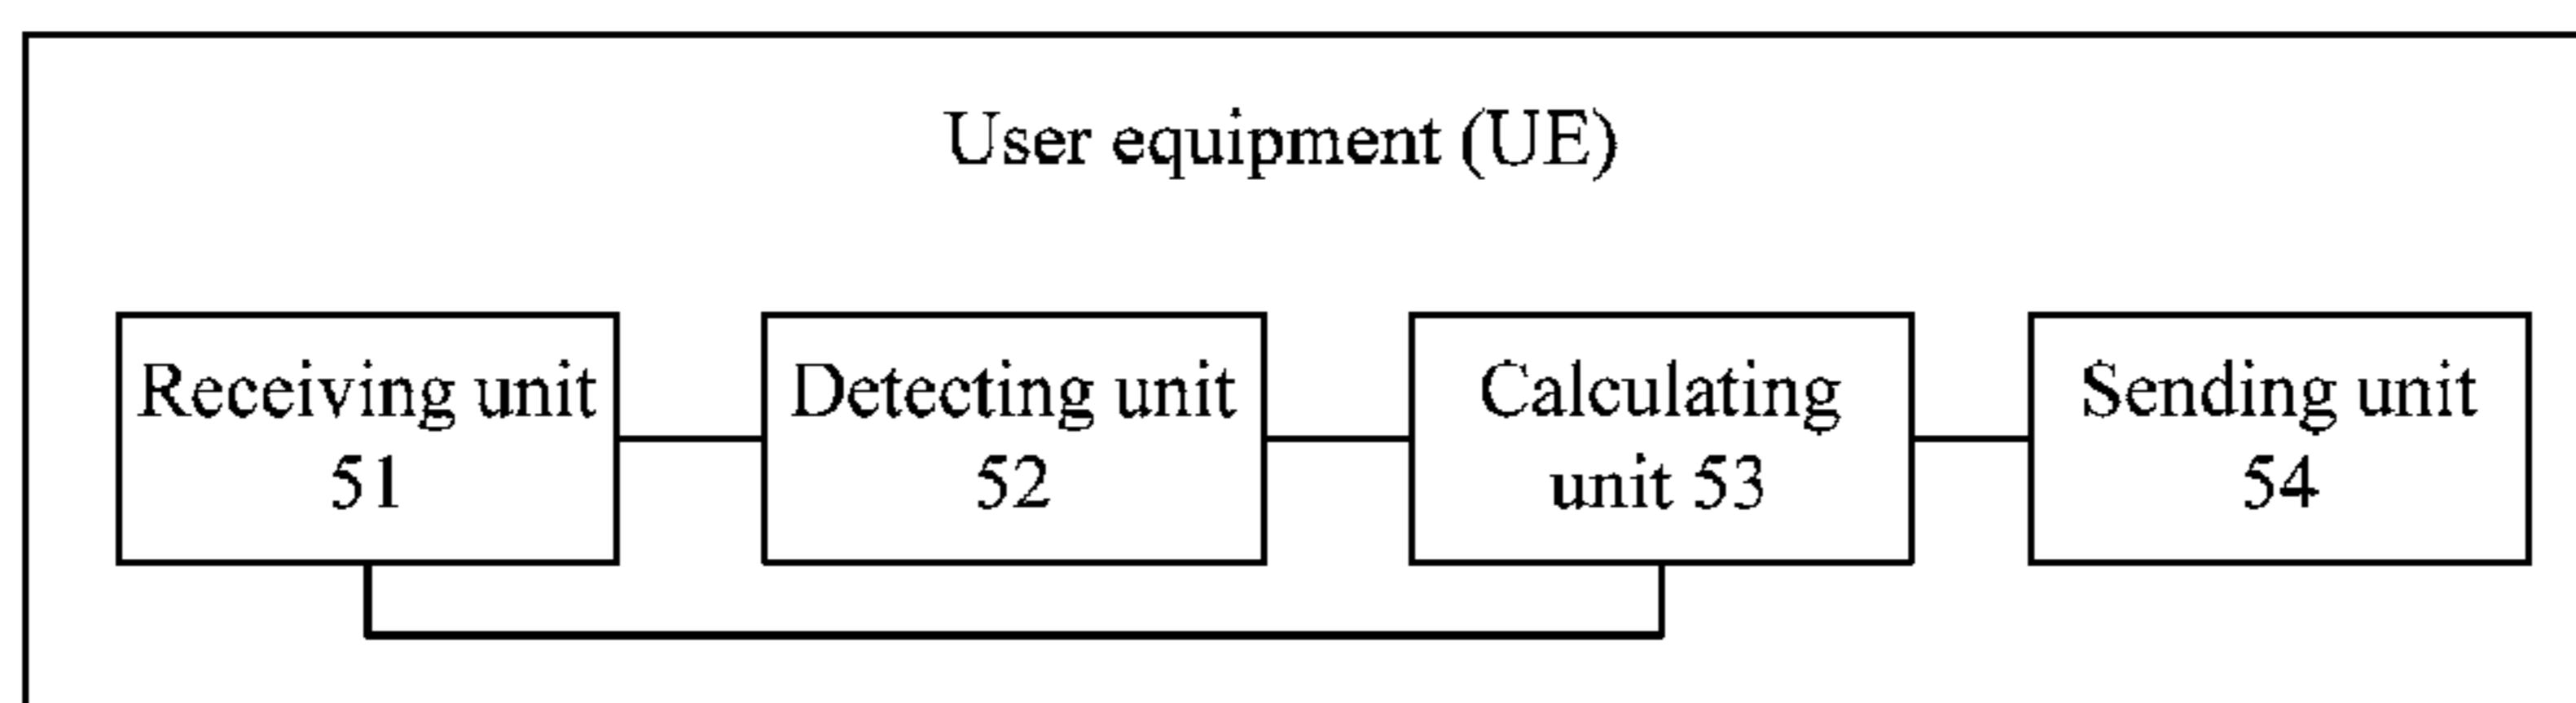 User equipment (UE)
Receiving unit
51
Detecting unit
52
Calculating
unit 53
Sending unit
54